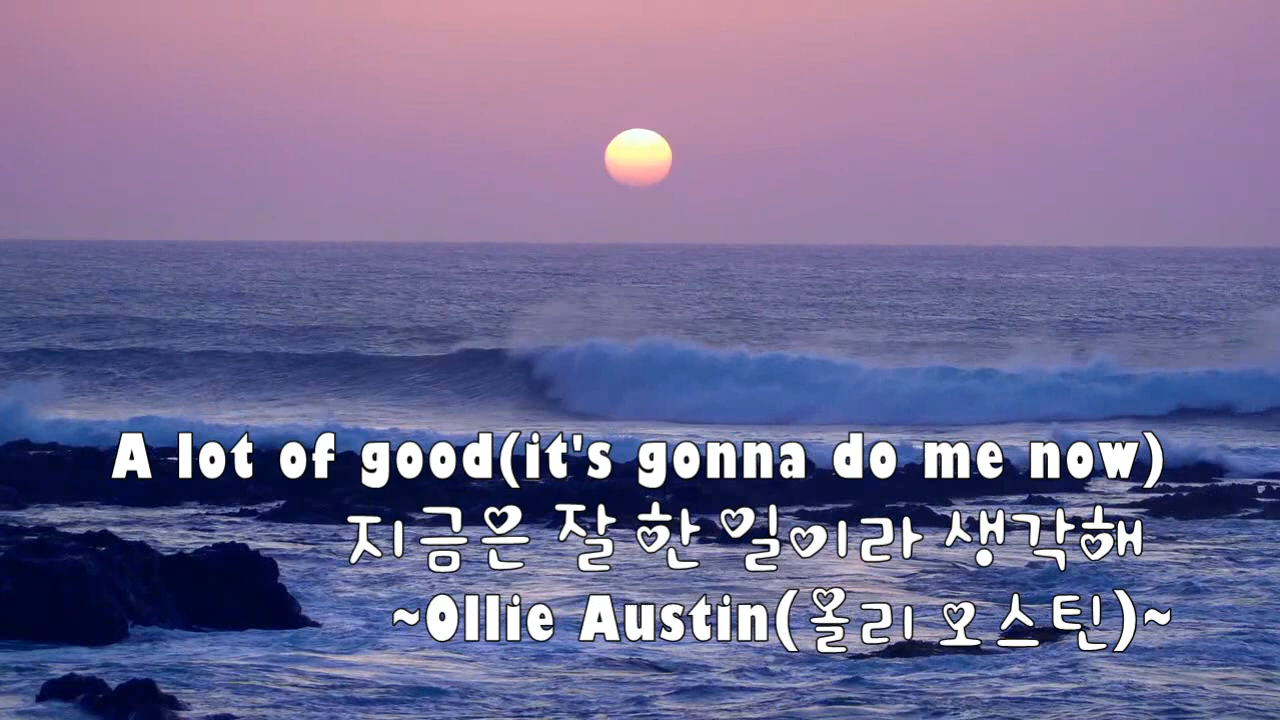 A lot of good(it's gonna do me now)
지금은 잘 한 일이라 생각해
~Ollie Austin(올리 오스틴)~